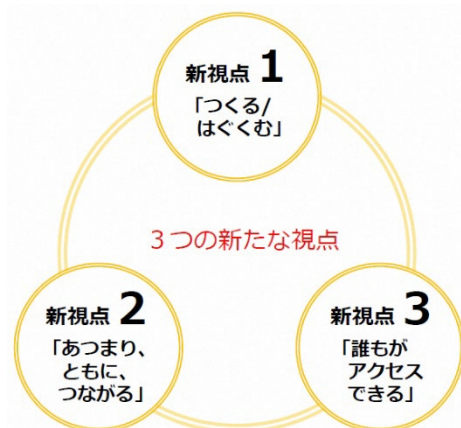 新視点 1
「つくる/
はぐくむ」
3つの新たな視点
新視点 2
「あつまり、
ともに、
つながる」
新視点 3
「誰もが
アクセス
できる」